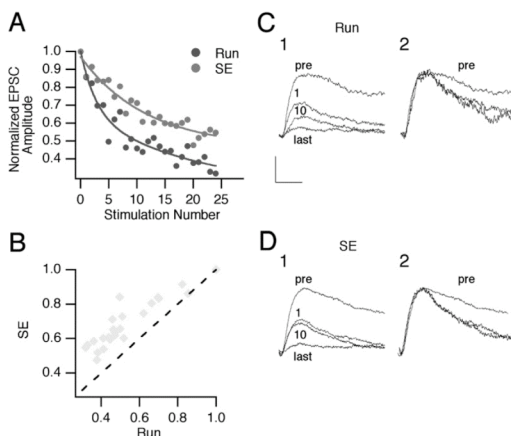 A
Normalized EPSC
Amplitude
1.0
0.9
0.8
0.7
0.6
0.5
0.4
Run
SE
0 5 10 15 20 25
Stimulation Number
B
SE
1.0
0.8
0.6
0.4
0.4 0.6 0.8 1.0
Run
C
Run
1
2
pre
1
10
last
pre
D
SE
1
2
pre
1
10
last
pre